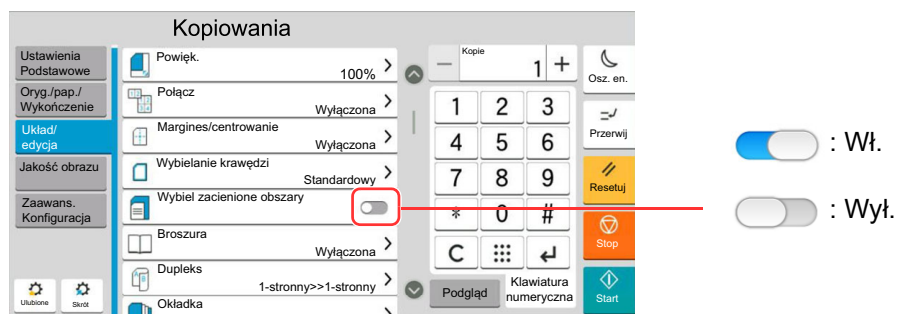 Kopiowania
Ustawienia
Podstawowe
Oryg./pap./
Wykończenie
Układ/
edycja
Jakość obrazu
Zaawans.
Konfiguracja
Ulubione
Skrót
Powięk.
100%
Połącz
Wyłączona
Margines/centrowanie
Wyłączona
Wybielanie krawędzi
Standardowy
Wybiel zacienione obszary
Broszura
Wyłączona
Dupleks
1-stronny>>1-stronny
Okładka
Kopie
— 1 +
1 2 3
4 5 6
7 8 9
* 0 #
C
Podgląd
Klawiatura
numeryczna
Osz. en.
Przerwij
Resetuj
Stop
Start
: Wł.
: Wył.